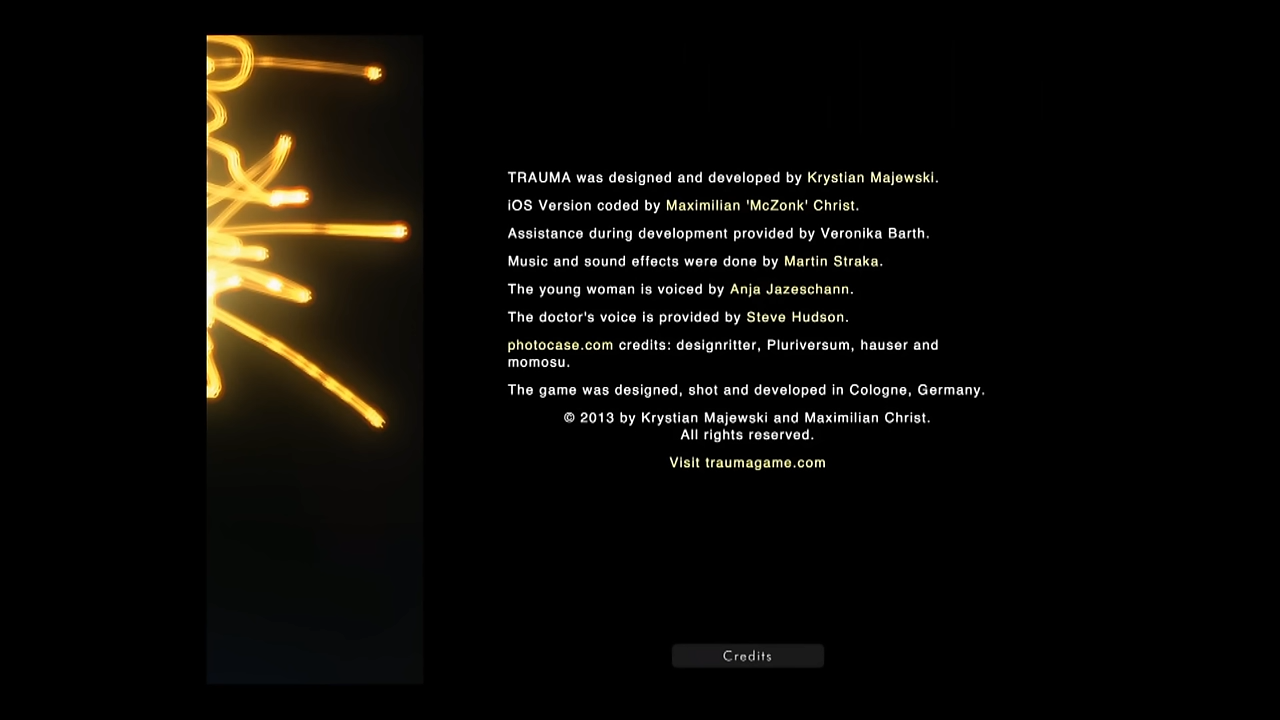 TRAUMA was designed and developed by Krystian Majewski.
iOS Version coded by Maximilian 'McZonk' Christ.
Assistance during development provided by Veronika Barth.
Music and sound effects were done by Martin Straka.
The young woman is voiced by Anja Jazeschann.
The doctor's voice is provided by Steve Hudson.
photocase.com credits: designritter, Pluriversum, hauser and
momosu.
The game was designed, shot and developed in Cologne, Germany.
© 2013 by Krystian Majewski and Maximilian Christ.
All rights reserved.
Visit traumagame.com
Credits